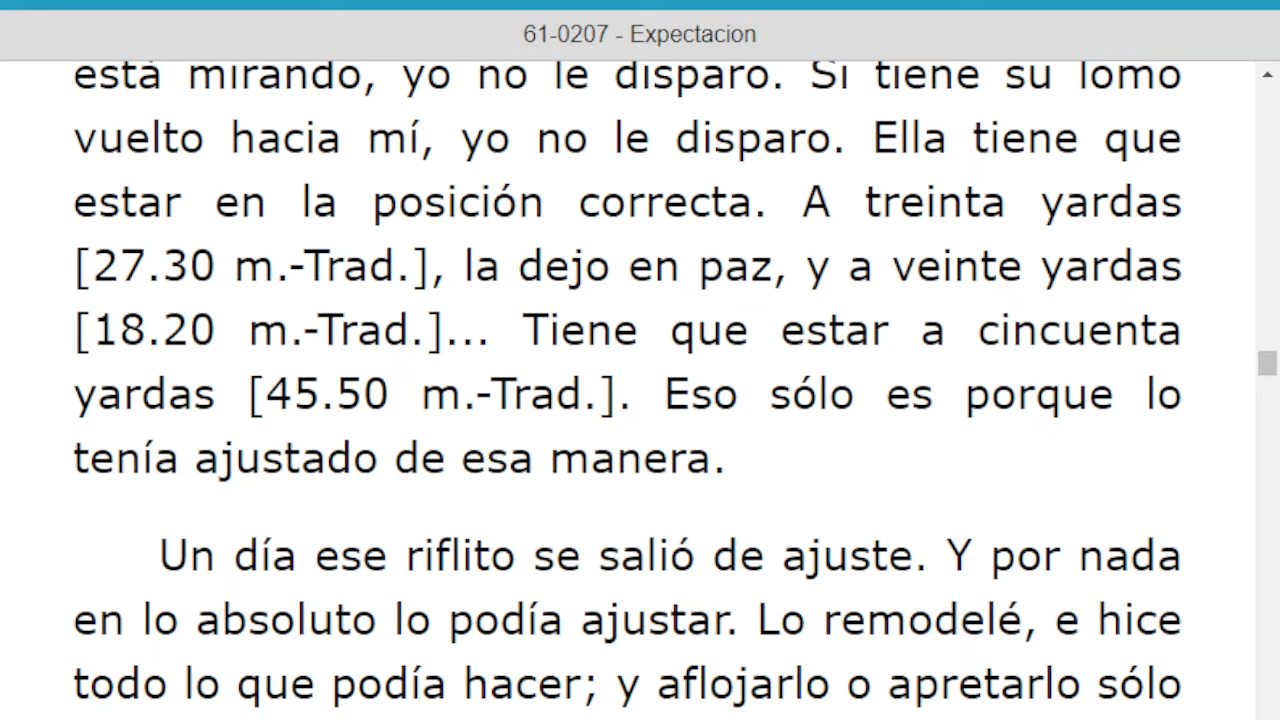 61-0207 - Expectacion
está mirando, yo no le disparo. Si tiene su lomo
vuelto hacia mí, yo no le disparo. Ella tiene que
estar en la posición correcta. A treinta yardas
[27.30 m.-Trad.], la dejo en paz, y a veinte yardas
[18.20 m.-Trad.]... Tiene que estar a cincuenta
yardas [45.50 m.-Trad.]. Eso sólo es porque lo
tenía ajustado de esa manera.
Un día ese riflito se salió de ajuste. Y por nada
en lo absoluto lo podía ajustar. Lo remodelé, e hice
todo lo que podía hacer; y aflojarlo o apretarlo sólo